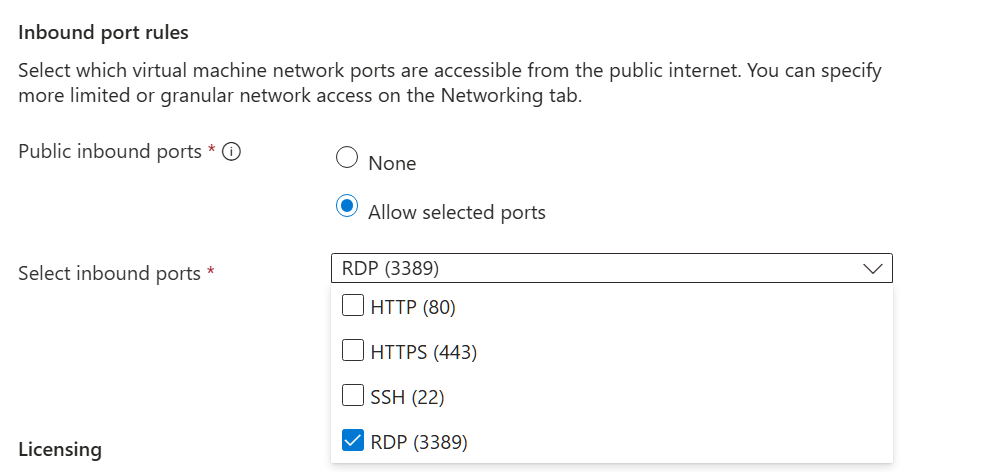 Inbound port rules
Select which virtual machine network ports are accessible from the public internet. You can specify
more limited or granular network access on the Networking tab.
Public inbound ports *
None
Allow selected ports
Select inbound ports *
RDP (3389)
HTTP (80)
HTTPS (443)
SSH (22)
RDP (3389)
Licensing